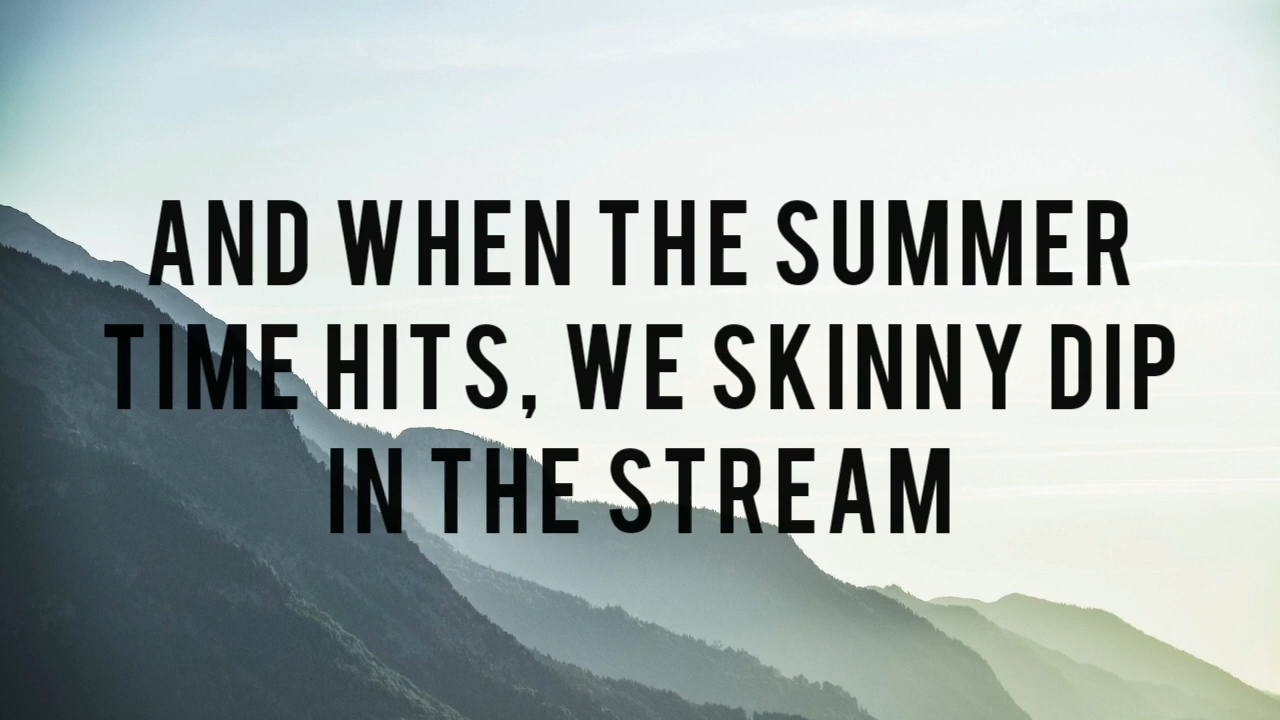 AND WHEN THE SUMMER
TIME HITS, WE SKINNY DIP
IN THE STREAM